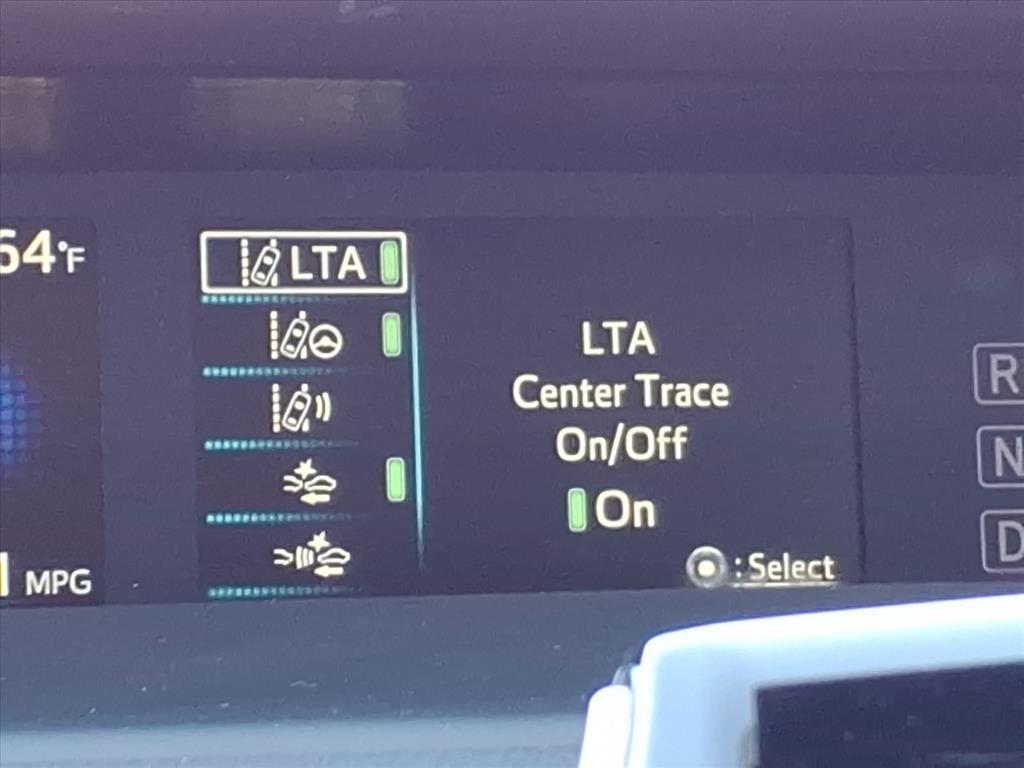 64°F
LTA
LTA
Center Trace
On/Off
On
: Select
MPG
R
N
D